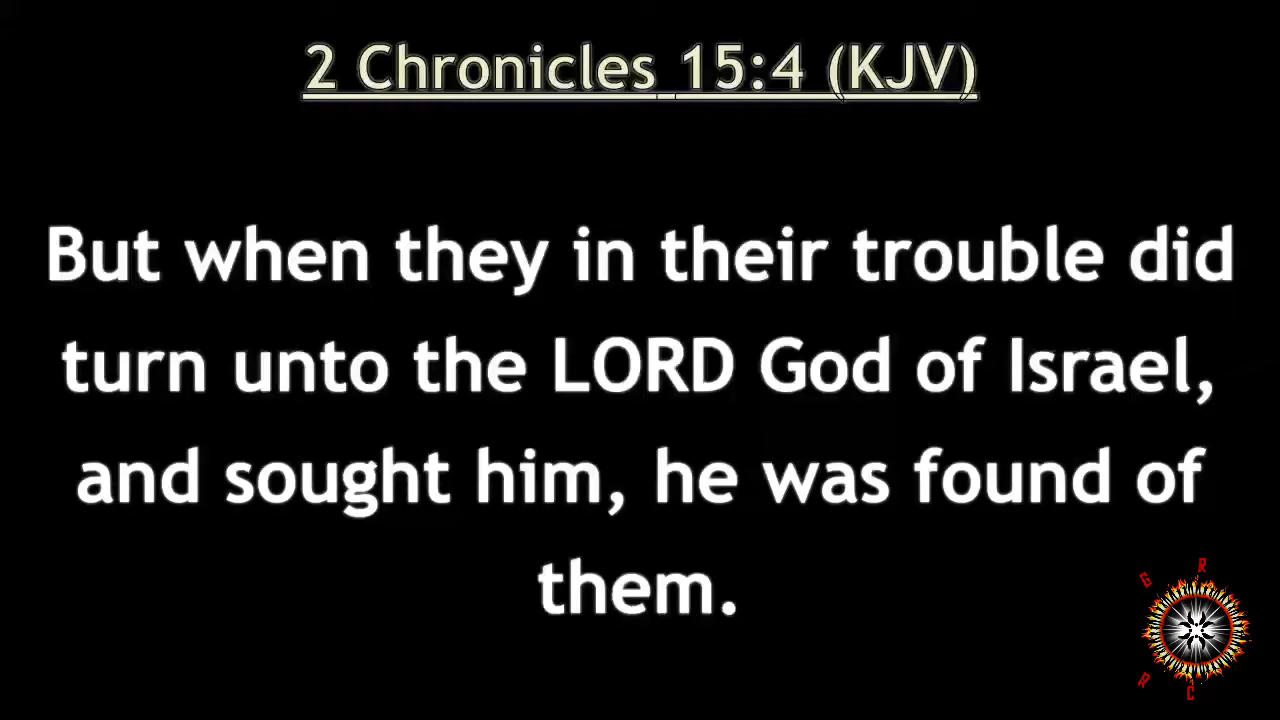 2 Chronicles 15:4 (KJV)
But when they in their trouble did
turn unto the LORD God of Israel,
and sought him, he was found of
them.
G R
R C